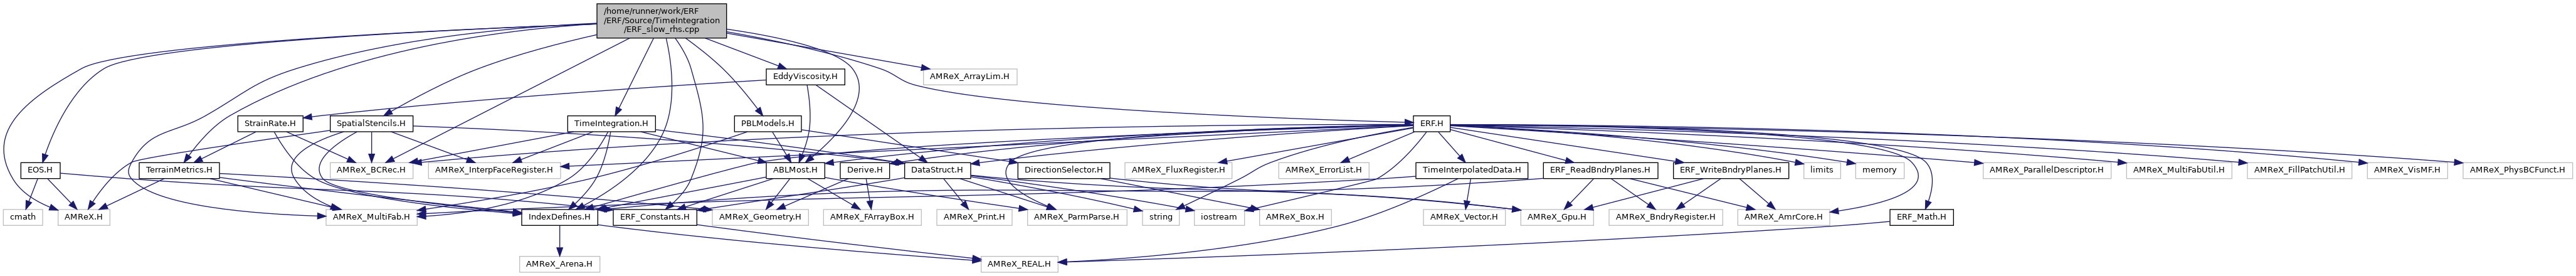 /home/runner/work/ERF
/ERF/Source/TimeIntegration
/ERF_slow_rhs.cpp
EddyViscosity.H
AMReX_ArrayLim.H
StrainRate.H
SpatialStencils.H
TimeIntegration.H
PBLModels.H
ERF.H
EOS.H
TerrainMetrics.H
AMReX_BCRec.H
AMReX_InterpFaceRegister.H
ABLMost.H
Derive.H
DataStruct.H
DirectionSelector.H
AMReX_FluxRegister.H
AMReX_ErrorList.H
TimeInterpolatedData.H
ERF_ReadBndryPlanes.H
ERF_WriteBndryPlanes.H
limits
memory
AMReX_ParallelDescriptor.H
AMReX_MultiFabUtil.H
AMReX_FillPatchUtil.H
AMReX_VisMF.H
AMReX_PhysBCFunct.H
cmath
AMReX.H
AMReX_MultiFab.H
IndexDefines.H
ERF_Constants.H
AMReX_Geometry.H
AMReX_FArrayBox.H
AMReX_Print.H
AMReX_ParmParse.H
string
iostream
AMReX_Box.H
AMReX_Vector.H
AMReX_Gpu.H
AMReX_BndryRegister.H
AMReX_AmrCore.H
ERF_Math.H
AMReX_Arena.H
AMReX_REAL.H